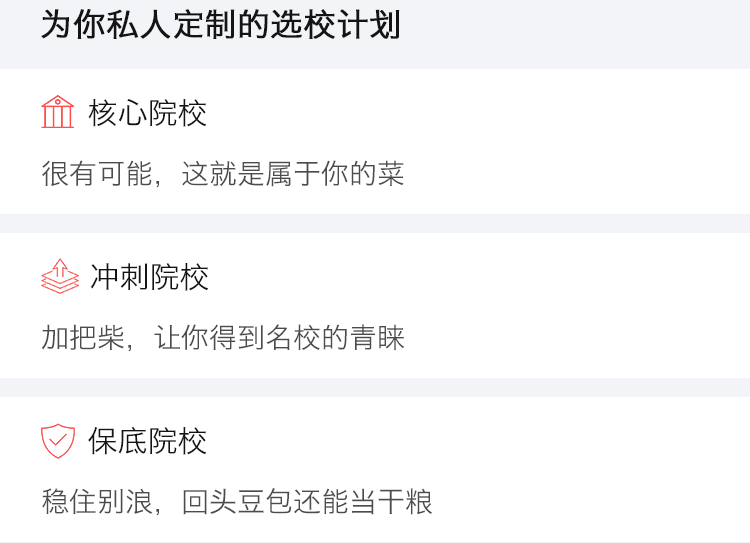 为你私人定制的选校计划
核心院校
很有可能，这就是属于你的菜
冲刺院校
加把柴，让你得到名校的青睐
保底院校
稳住别浪，回头豆包还能当干粮